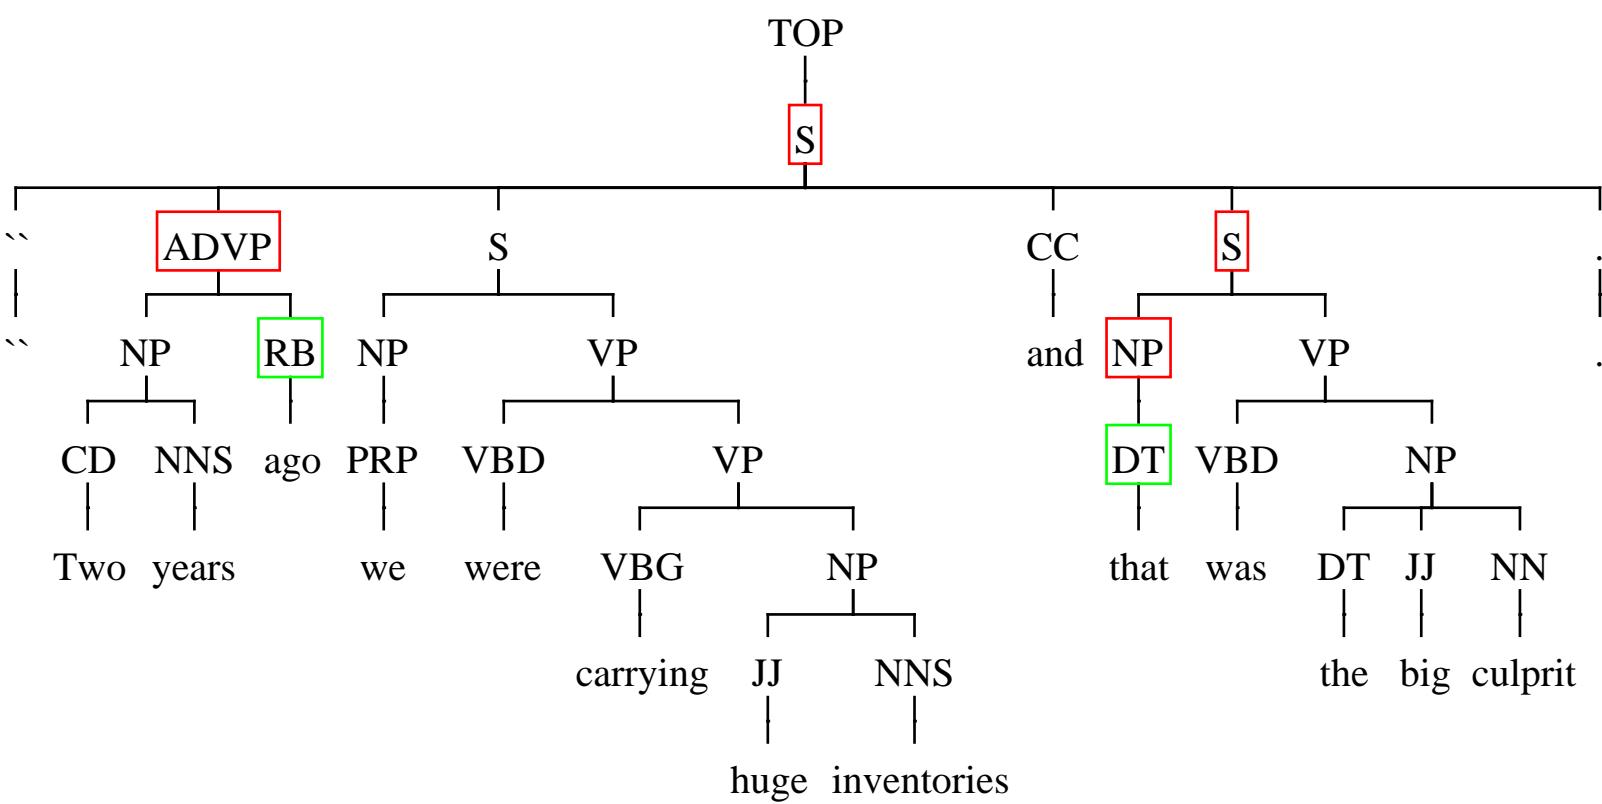 TOP
S
`` ADVP S CC S .
`` NP RB NP VP and NP VP .
CD NNS ago PRP VBD VP DT VBD NP
Two years we were VBG NP that was DT JJ NN
carrying JJ NNS the big culprit
huge inventories